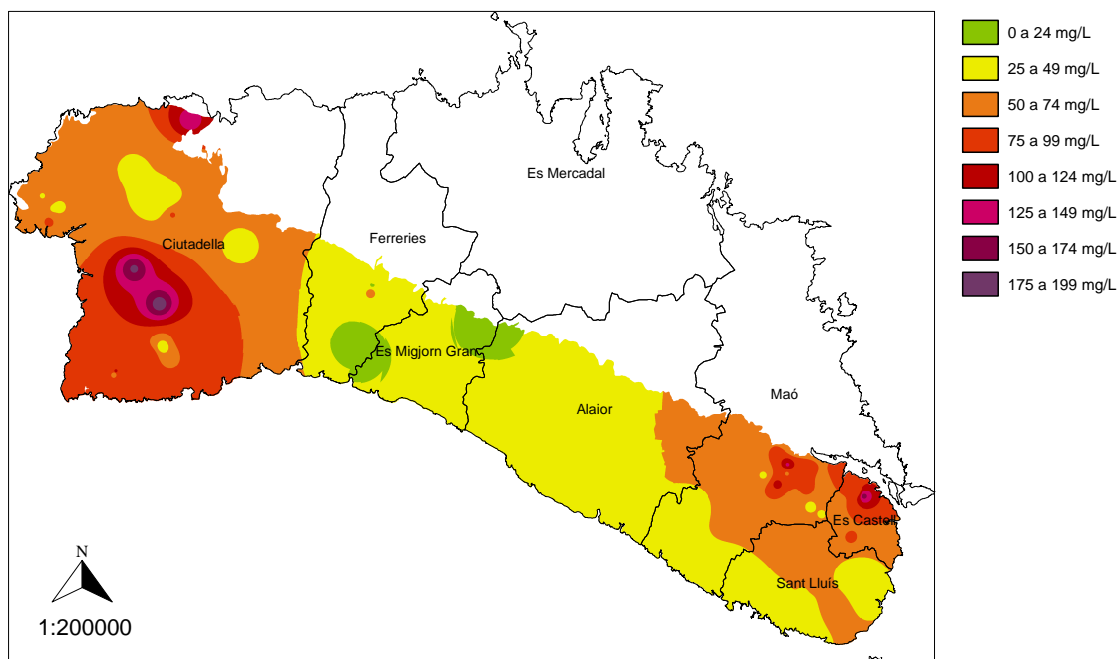 0 a 24 mg/L
25 a 49 mg/L
50 a 74 mg/L
75 a 99 mg/L
100 a 124 mg/L
125 a 149 mg/L
150 a 174 mg/L
175 a 199 mg/L
Es Mercadal
Ferreries
Ciutadella
Es Migjorn Gran
Alaior
Maó
Es Castell
Sant Lluís
N
1:200000